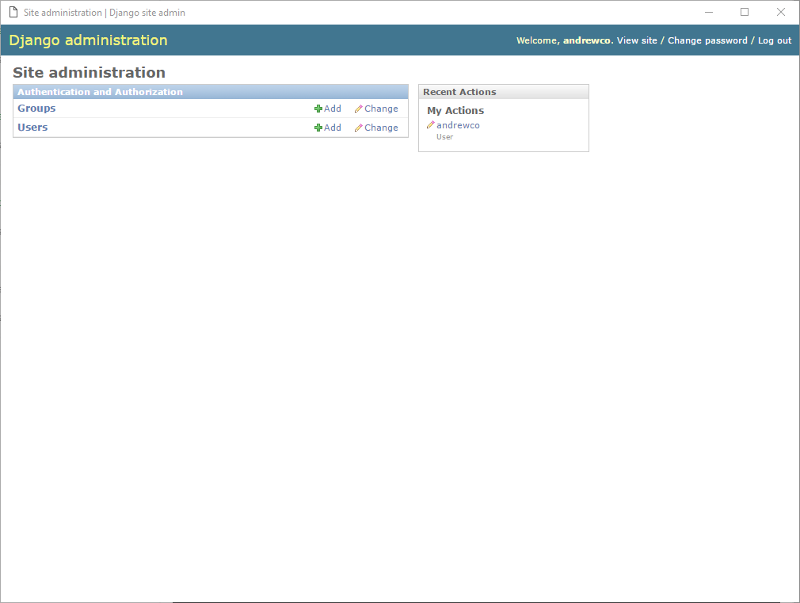 Site administration | Django site admin
Django administration
Welcome, andrewco. View site / Change password / Log out
Site administration
Authentication and Authorization
Groups Add Change
Users Add Change
Recent Actions
My Actions
andrewco
User